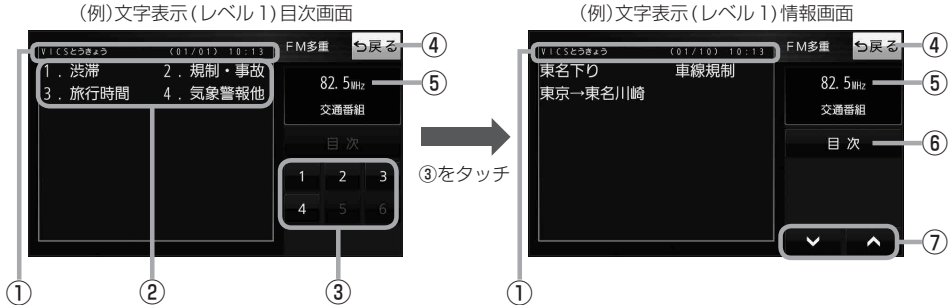 (例)文字表示(レベル1)目次画面
VICSとうきょう (01/01) 10:13
FM多重
戻る
④
1．渋滞 2．規制・事故
3．旅行時間 4．気象警報他
82.5MHz
⑤
交通番組
目次
1 2 3
4 5 6
① ② ③
③をタッチ
(例)文字表示(レベル1)情報画面
VICSとうきょう (01/10) 10:13
FM多重
戻る
④
東名下り 車線規制
東京→東名川崎
82.5MHz
⑤
交通番組
目次
⑥
⑦
①